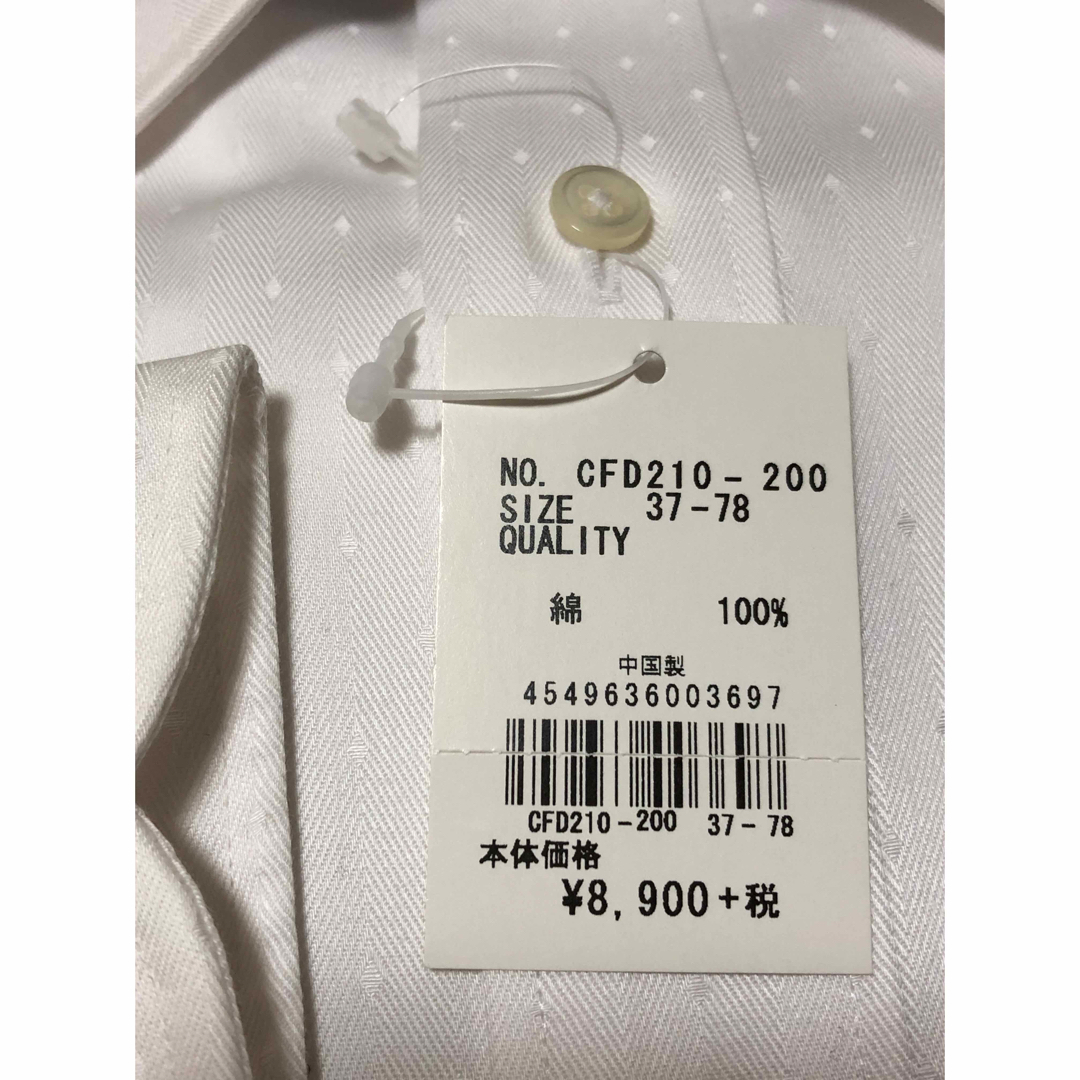 NO. CFD210-200
SIZE 37-78
QUALITY
綿 100%
中国製
4549636003697
CFD210-200 37-78
本体価格
¥8,900+税